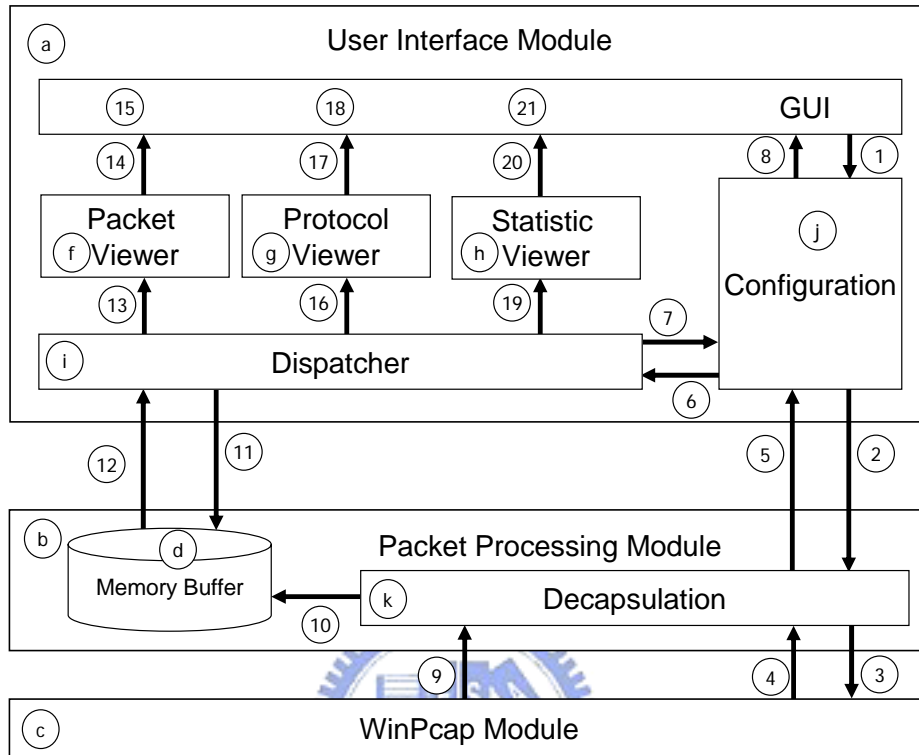 a
User Interface Module
15
18
21
GUI
14
17
20
8
1
Packet
Viewer
f
Protocol
Viewer
g
Statistic
Viewer
h
j
Configuration
13
16
19
7
i
Dispatcher
6
12
11
5
2
b
d
Memory Buffer
Packet Processing Module
k
Decapsulation
10
9
4
3
c
WinPcap Module